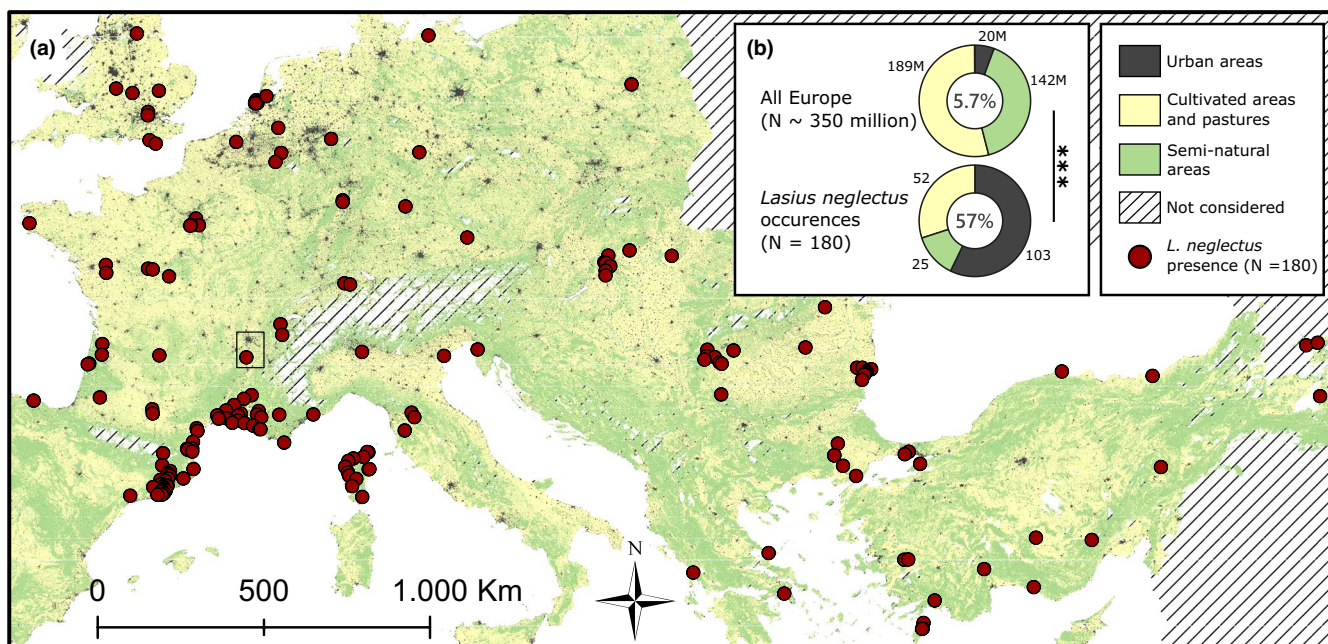 (a)
(b)
20M
189M
142M
All Europe
(N ~ 350 million)
5.7%
***
Lasius neglectus
occurences
(N = 180)
52
57%
25
103
Urban areas
Cultivated areas
and pastures
Semi-natural
areas
Not considered
L. neglectus
presence (N =180)
N
0
500
1.000 Km